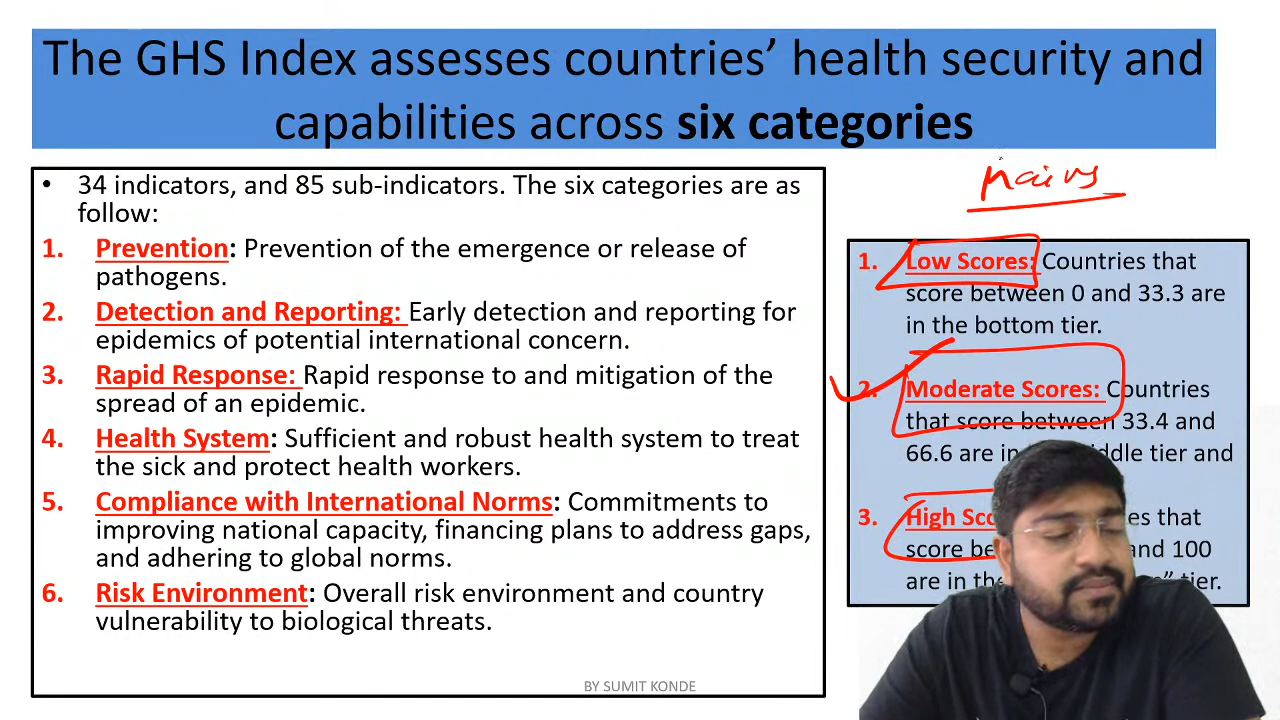 The GHS Index assesses countries’ health security and
capabilities across six categories
• 34 indicators, and 85 sub-indicators. The six categories are as
follow:
1. Prevention: Prevention of the emergence or release of
pathogens.
2. Detection and Reporting: Early detection and reporting for
epidemics of potential international concern.
3. Rapid Response: Rapid response to and mitigation of the
spread of an epidemic.
4. Health System: Sufficient and robust health system to treat
the sick and protect health workers.
5. Compliance with International Norms: Commitments to
improving national capacity, financing plans to address gaps,
and adhering to global norms.
6. Risk Environment: Overall risk environment and country
vulnerability to biological threats.
BY SUMIT KONDE
Mains
1. Low Scores: Countries that
score between 0 and 33.3 are
in the bottom tier.
2. Moderate Scores: Countries
that score between 33.4 and
66.6 are in tier and
3. High that
score and 100
are in tier.